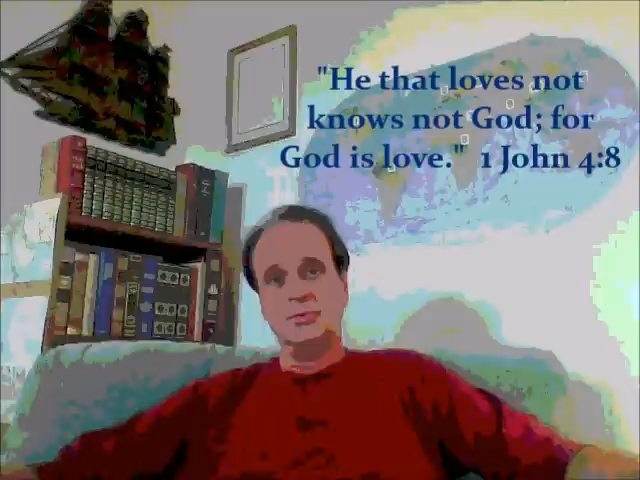 "He that loves not
knows not God; for
God is love." 1 John 4:8